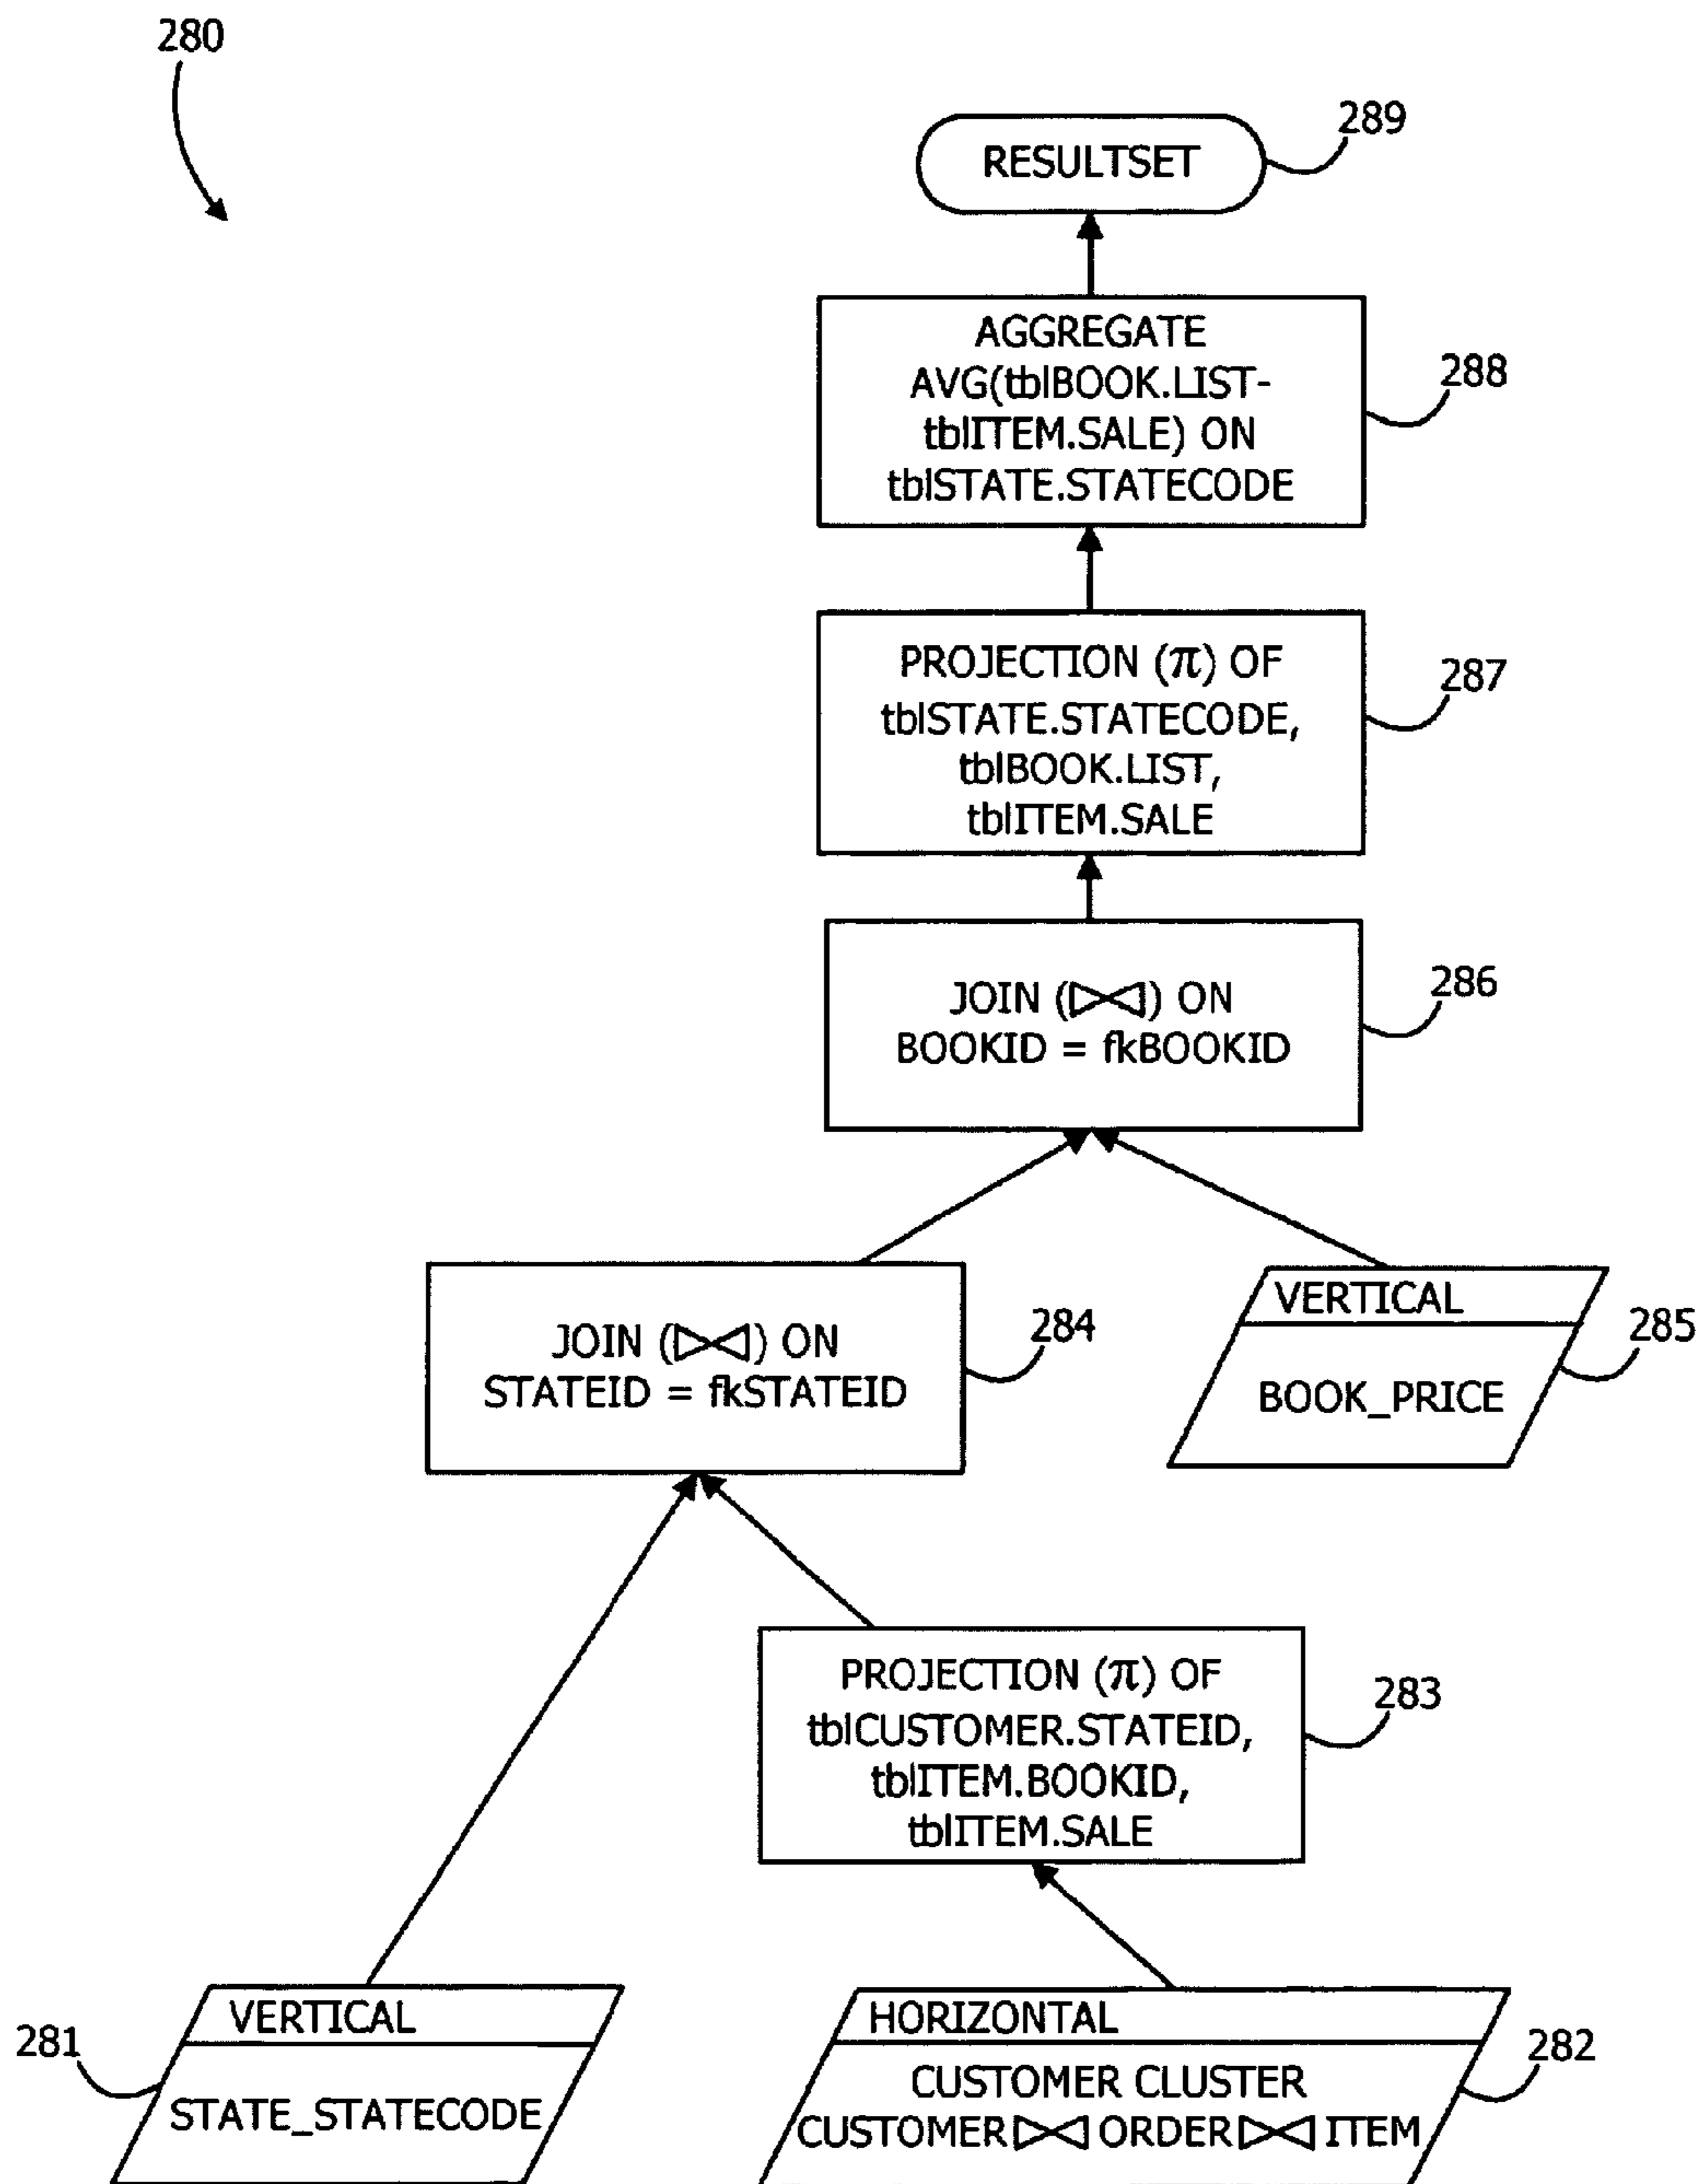 280
RESULTSET
289
AGGREGATE
AVG(tblBOOK.LIST-
tblITEM.SALE) ON
tblSTATE.STATECODE
288
PROJECTION (π) OF
tblSTATE.STATECODE,
tblBOOK.LIST,
tblITEM.SALE
287
JOIN (▷◁) ON
BOOKID = fkBOOKID
286
JOIN (▷◁) ON
STATEID = fkSTATEID
284
VERTICAL
BOOK_PRICE
285
PROJECTION (π) OF
tblCUSTOMER.STATEID,
tblITEM.BOOKID,
tblITEM.SALE
283
VERTICAL
STATE_STATECODE
281
HORIZONTAL
CUSTOMER CLUSTER
CUSTOMER ▷◁ ORDER ▷◁ ITEM
282